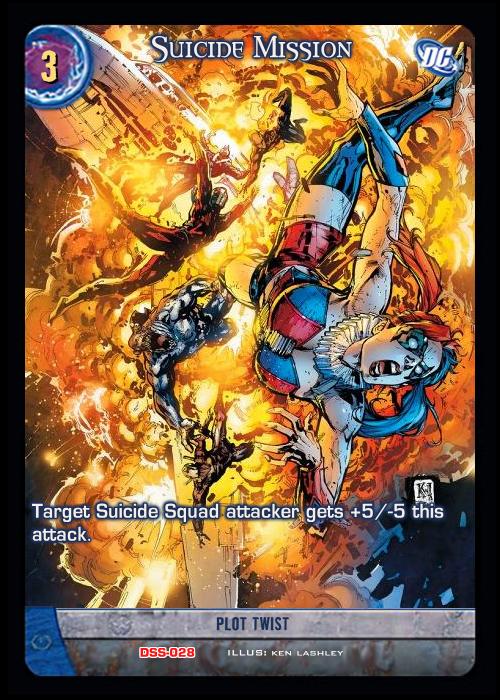 3
SUICIDE MISSION
DC
Target Suicide Squad attacker gets +5/-5 this
attack.
PLOT TWIST
DSS-028
ILLUS: KEN LASHLEY